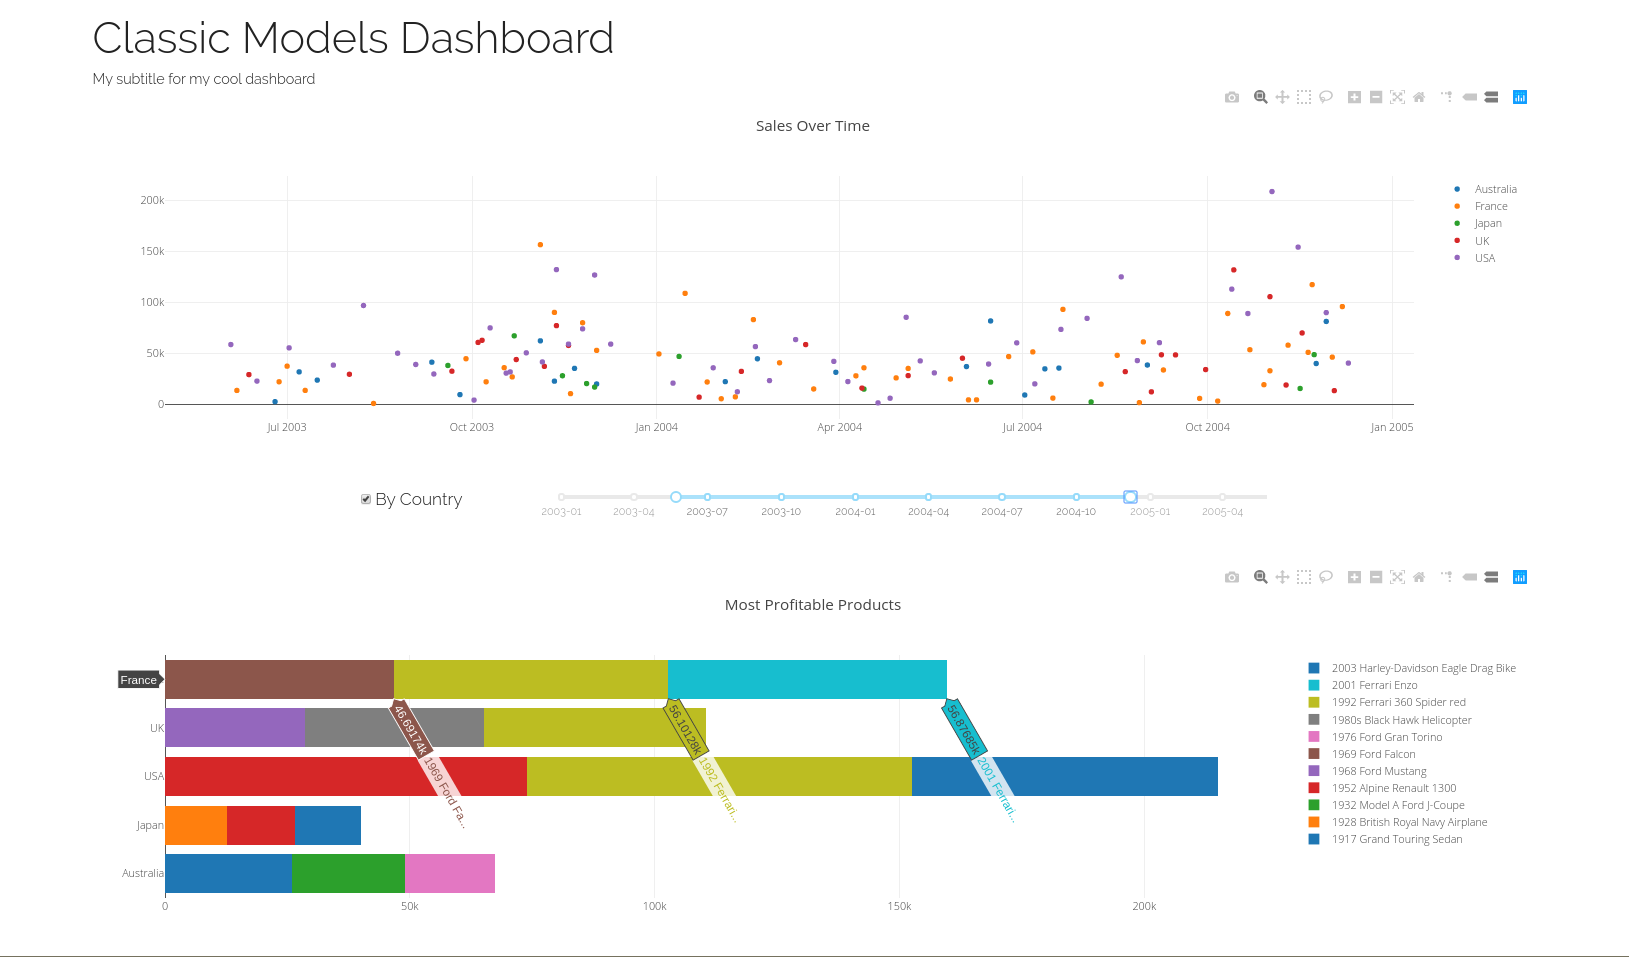 Classic Models Dashboard
My subtitle for my cool dashboard
Sales Over Time
200k
150k
100k
50k
0
Jul 2003
Oct 2003
Jan 2004
Apr 2004
Jul 2004
Oct 2004
Jan 2005
Australia
France
Japan
UK
USA
By Country
2003-01
2003-04
2003-07
2003-10
2004-01
2004-04
2004-07
2004-10
2005-01
2005-04
Most Profitable Products
France
UK
USA
Japan
Australia
46.69174k
1969 Ford Fa...
56.10128k
1992 Ferrari...
56.87685k
2001 Ferrari...
0
50k
100k
150k
200k
2003 Harley-Davidson Eagle Drag Bike
2001 Ferrari Enzo
1992 Ferrari 360 Spider red
1980s Black Hawk Helicopter
1976 Ford Gran Torino
1969 Ford Falcon
1968 Ford Mustang
1952 Alpine Renault 1300
1932 Model A Ford J-Coupe
1928 British Royal Navy Airplane
1917 Grand Touring Sedan